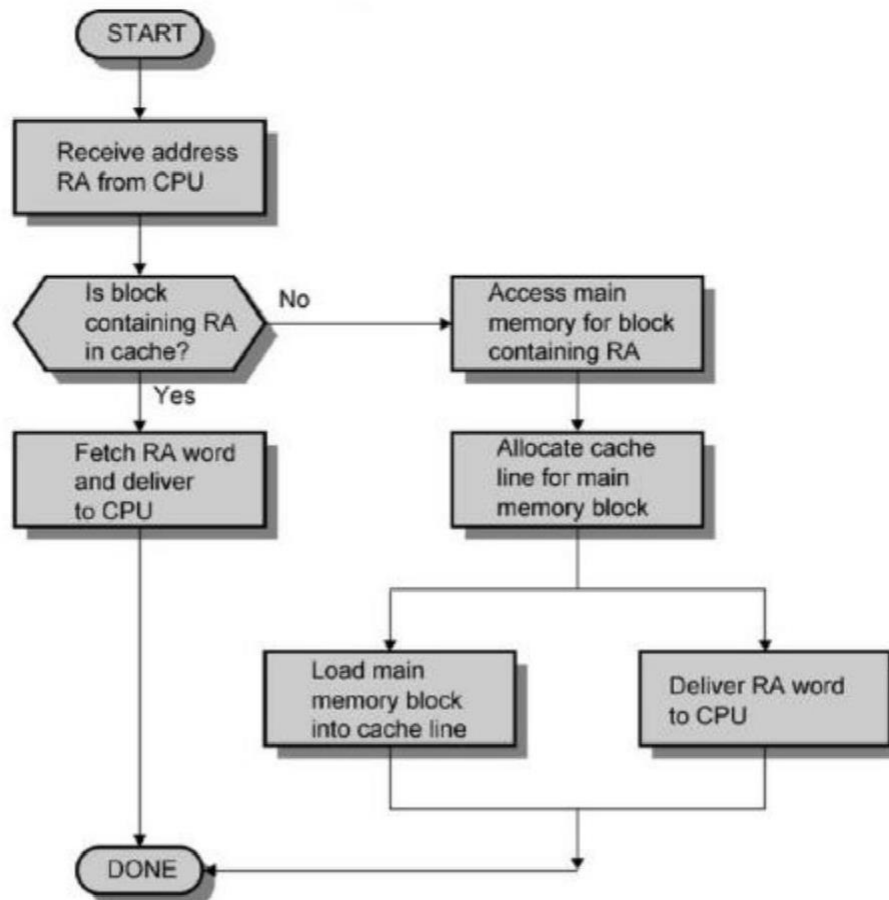 START
Receive address
RA from CPU
Is block
containing RA
in cache?
No
Yes
Access main
memory for block
containing RA
Fetch RA word
and deliver
to CPU
Allocate cache
line for main
memory block
Load main
memory block
into cache line
Deliver RA word
to CPU
DONE